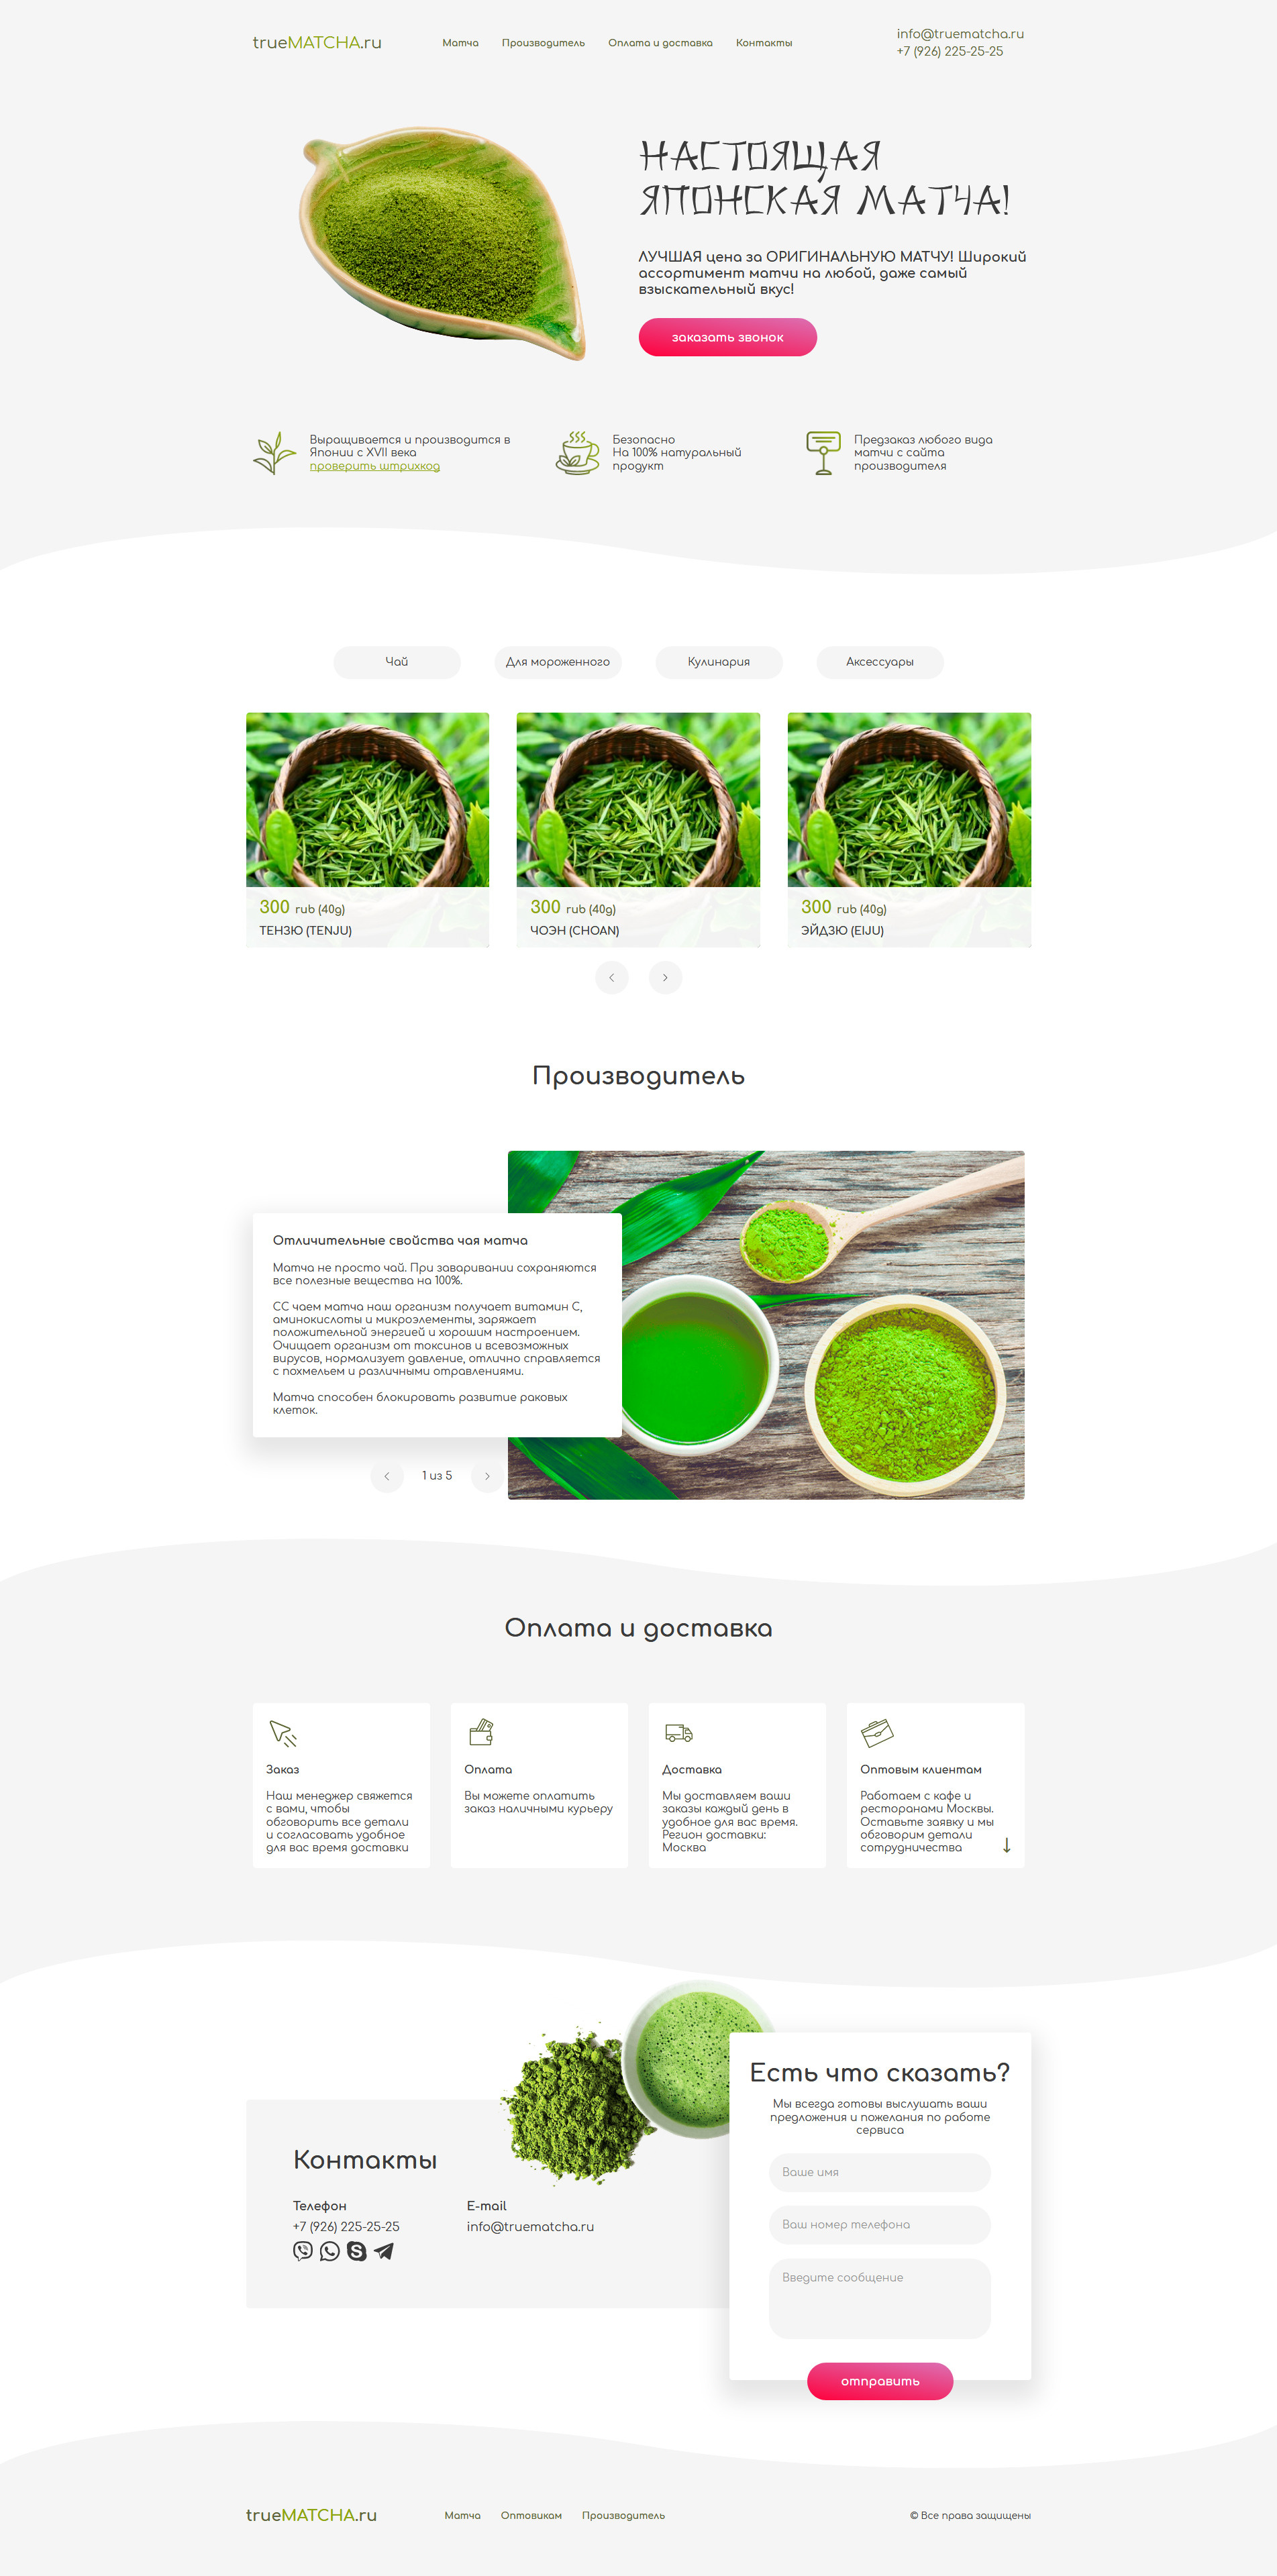 trueMATCHA.ru
Матча
Производитель
Оплата и доставка
Контакты
info@truematcha.ru
+7 (926) 225-25-25
НАСТОЯЩАЯ
ЯПОНСКАЯ МАТЧА!
ЛУЧШАЯ цена за ОРИГИНАЛЬНУЮ МАТЧУ! Широкий
ассортимент матчи на любой, даже самый
взыскательный вкус!
заказать звонок
Выращивается и производится в
Японии с XVII века
проверить штрихкод
Безопасно
На 100% натуральный
продукт
Предзаказ любого вида
матчи с сайта
производителя
Чай
Для мороженного
Кулинария
Аксессуары
300 rub (40g)
ТЕНЗЮ (TENJU)
300 rub (40g)
ЧОЭН (CHOAN)
300 rub (40g)
ЭЙДЗЮ (EIJU)
Производитель
Отличительные свойства чая матча
Матча не просто чай. При заваривании сохраняются
все полезные вещества на 100%.
СС чаем матча наш организм получает витамин С,
аминокислоты и микроэлементы, заряжает
положительной энергией и хорошим настроением.
Очищает организм от токсинов и всевозможных
вирусов, нормализует давление, отлично справляется
с похмельем и различными отравлениями.
Матча способен блокировать развитие раковых
клеток.
1 из 5
Оплата и доставка
Заказ
Наш менеджер свяжется
с вами, чтобы
обговорить все детали
и согласовать удобное
для вас время доставки
Оплата
Вы можете оплатить
заказ наличными курьеру
Доставка
Мы доставляем ваши
заказы каждый день в
удобное для вас время.
Регион доставки:
Москва
Оптовым клиентам
Работаем с кафе и
ресторанами Москвы.
Оставьте заявку и мы
обговорим детали
сотрудничества
Контакты
Телефон
+7 (926) 225-25-25
E-mail
info@truematcha.ru
Есть что сказать?
Мы всегда готовы выслушать ваши
предложения и пожелания по работе
сервиса
Ваше имя
Ваш номер телефона
Введите сообщение
отправить
trueMATCHA.ru
Матча
Оптовикам
Производитель
© Все права защищены